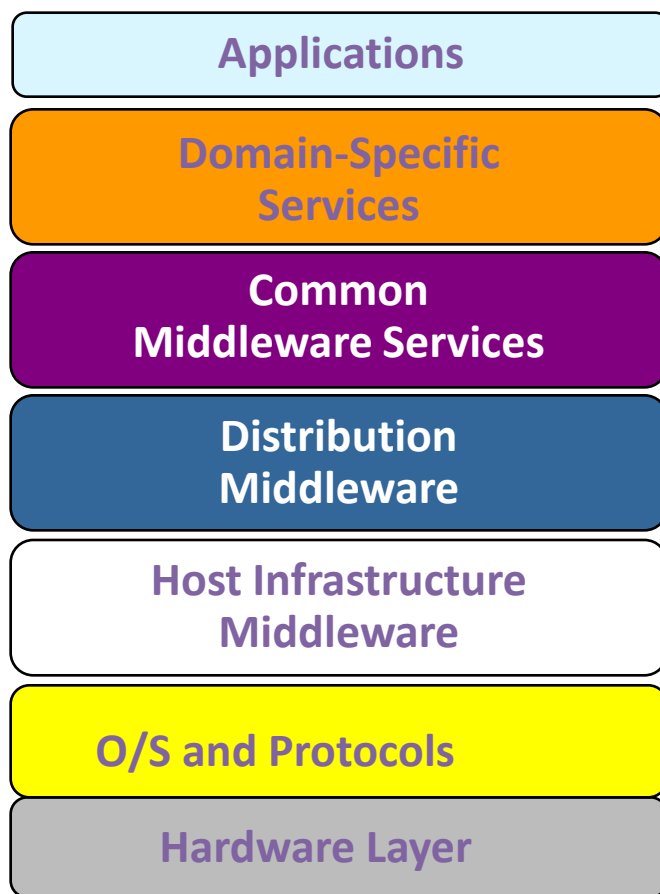 Applications
Domain-Specific
Services
Common
Middleware Services
Distribution
Middleware
Host Infrastructure
Middleware
O/S and Protocols
Hardware Layer